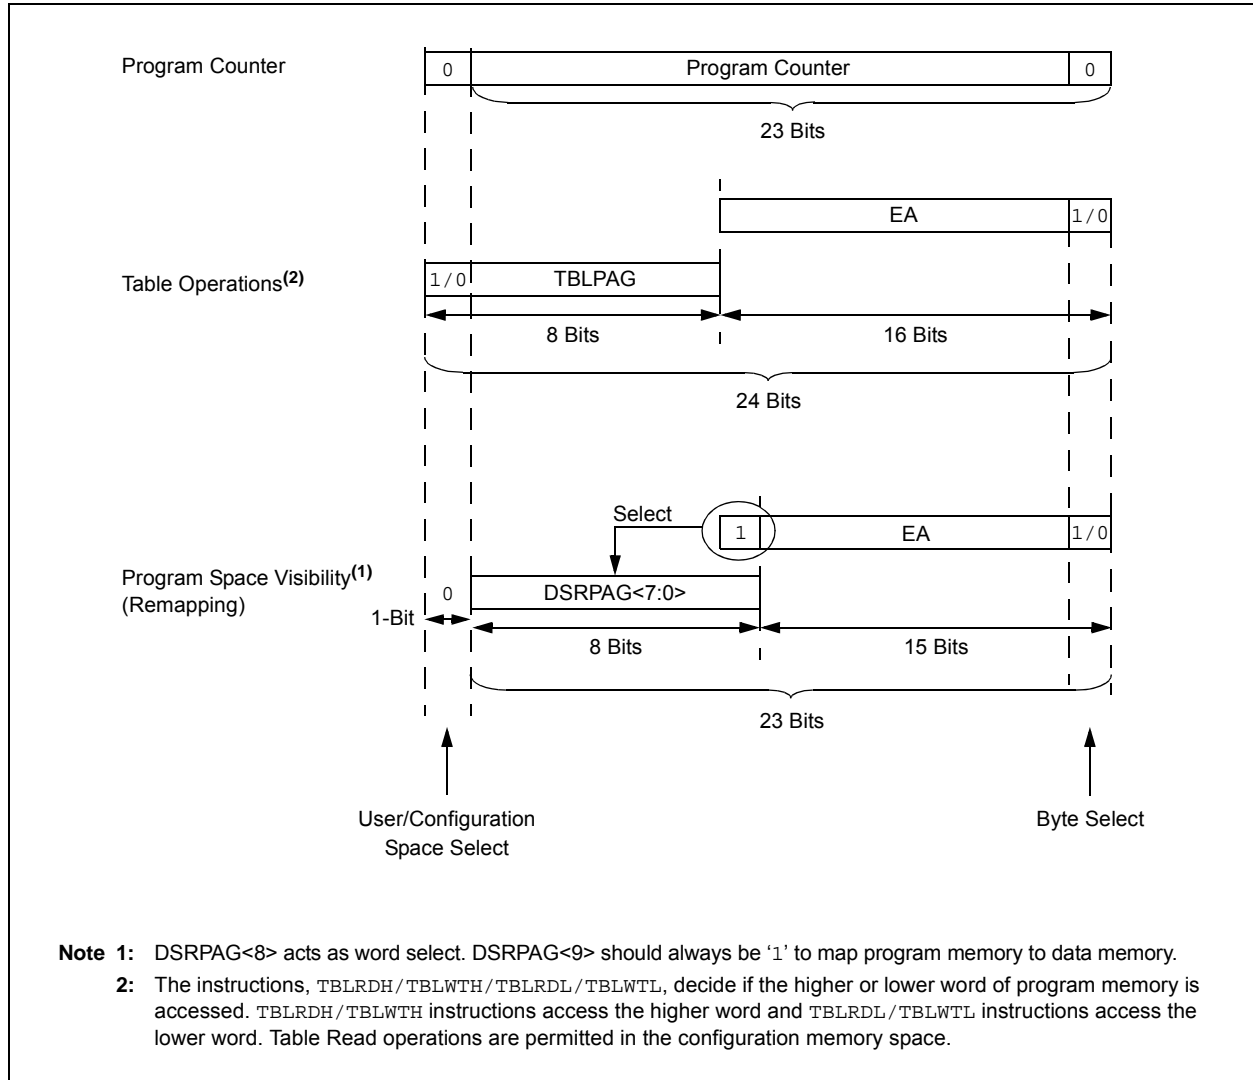 Program Counter
0
Program Counter
0
23 Bits
EA
1/0
Table Operations(2)
1/0
TBLPAG
8 Bits
16 Bits
24 Bits
Select
1
EA
1/0
Program Space Visibility(1)
(Remapping)
0
DSRPAG<7:0>
1-Bit
8 Bits
15 Bits
23 Bits
User/Configuration
Space Select
Byte Select
Note 1: DSRPAG<8> acts as word select. DSRPAG<9> should always be ‘1’ to map program memory to data memory.
2: The instructions, TBLRDH/TBLWTH/TBLRDL/TBLWTL, decide if the higher or lower word of program memory is
accessed. TBLRDH/TBLWTH instructions access the higher word and TBLRDL/TBLWTL instructions access the
lower word. Table Read operations are permitted in the configuration memory space.